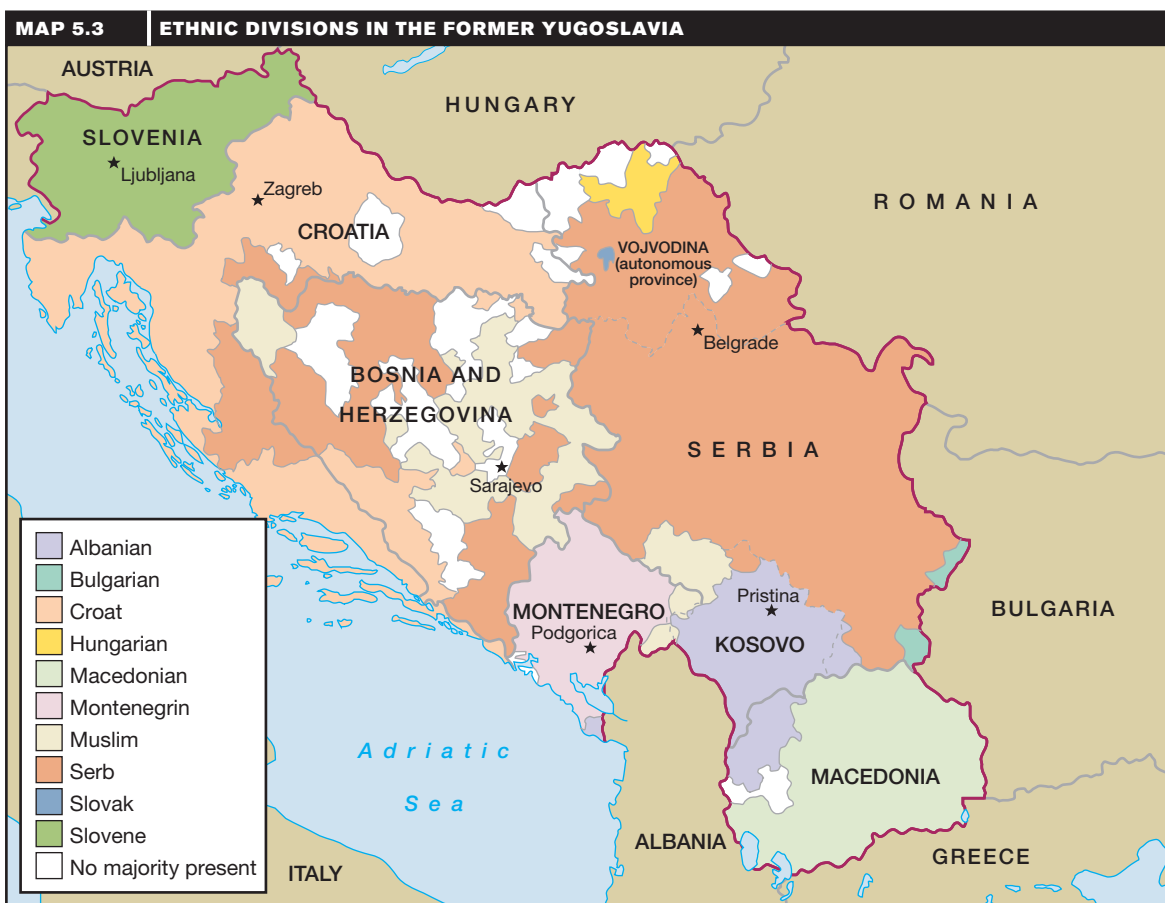 MAP 5.3 ETHNIC DIVISIONS IN THE FORMER YUGOSLAVIA
AUSTRIA
HUNGARY
SLOVENIA
Ljubljana
Zagreb
ROMANIA
CROATIA
VOJVODINA
(autonomous
province)
Belgrade
BOSNIA AND
HERZEGOVINA
SERBIA
Sarajevo
Albanian
Bulgarian
Croat
Hungarian
Macedonian
Montenegrin
Muslim
Serb
Slovak
Slovene
No majority present
MONTENEGRO
Podgorica
Pristina
KOSOVO
BULGARIA
Adriatic
Sea
MACEDONIA
ALBANIA
GREECE
ITALY